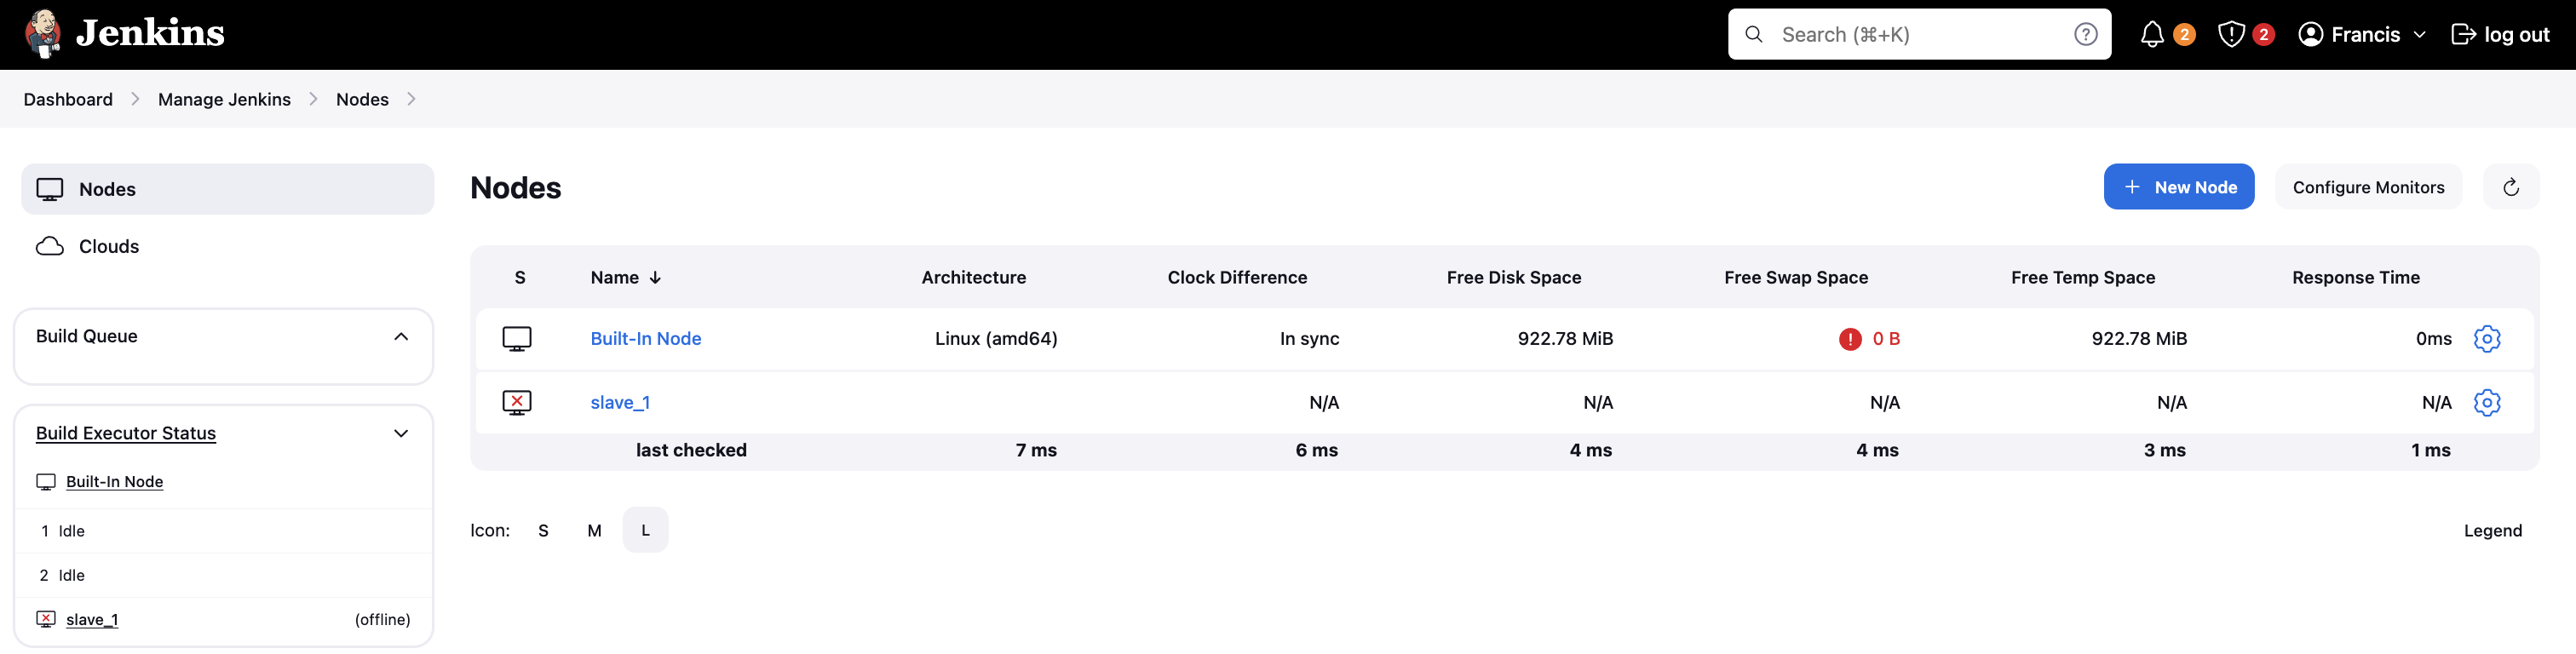 Jenkins
Search (⌘+K)
2
2
Francis
log out
Dashboard
Manage Jenkins
Nodes
Nodes
Clouds
Build Queue
Build Executor Status
Built-In Node
1 Idle
2 Idle
slave_1 (offline)
Nodes
+ New Node
Configure Monitors
S Name ↓ Architecture Clock Difference Free Disk Space Free Swap Space Free Temp Space Response Time
Built-In Node Linux (amd64) In sync 922.78 MiB 0 B 922.78 MiB 0ms
slave_1 N/A N/A N/A N/A N/A
last checked 7 ms 6 ms 4 ms 4 ms 3 ms 1 ms
Icon: S M L
Legend